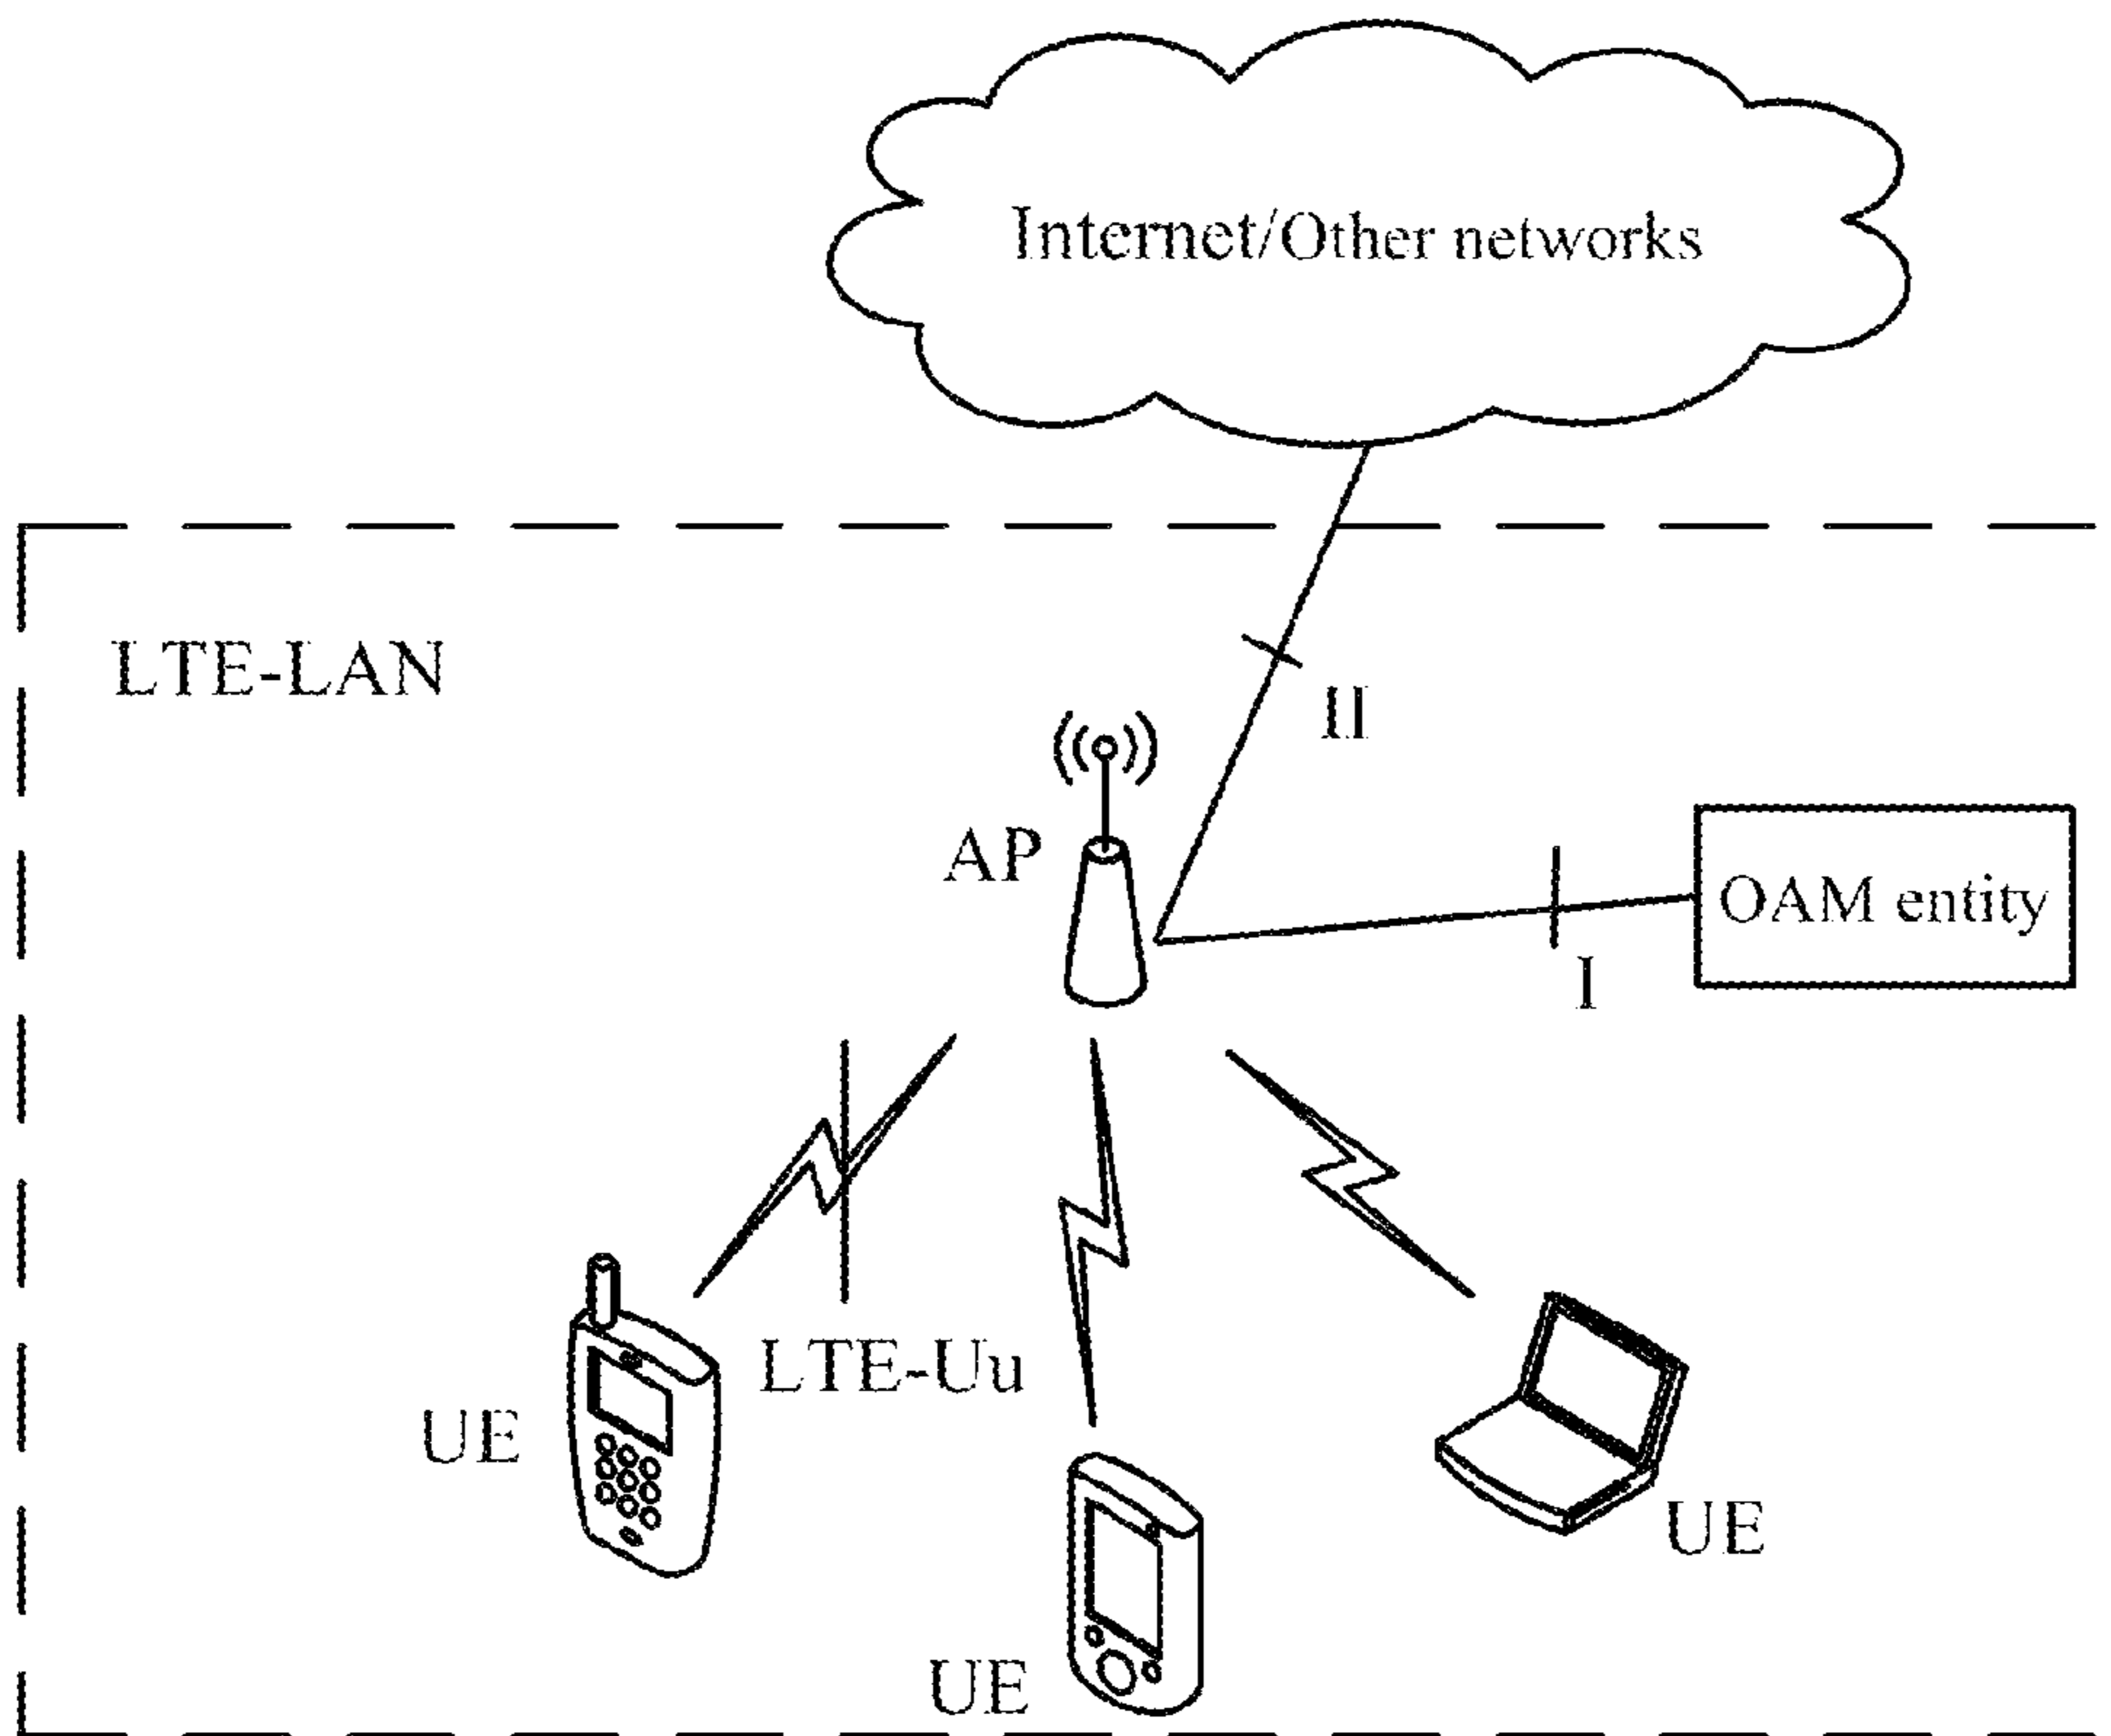 Internet/Other networks
LTE-LAN
II
AP
OAM entity
I
LTE-Uu
UE
UE
UE